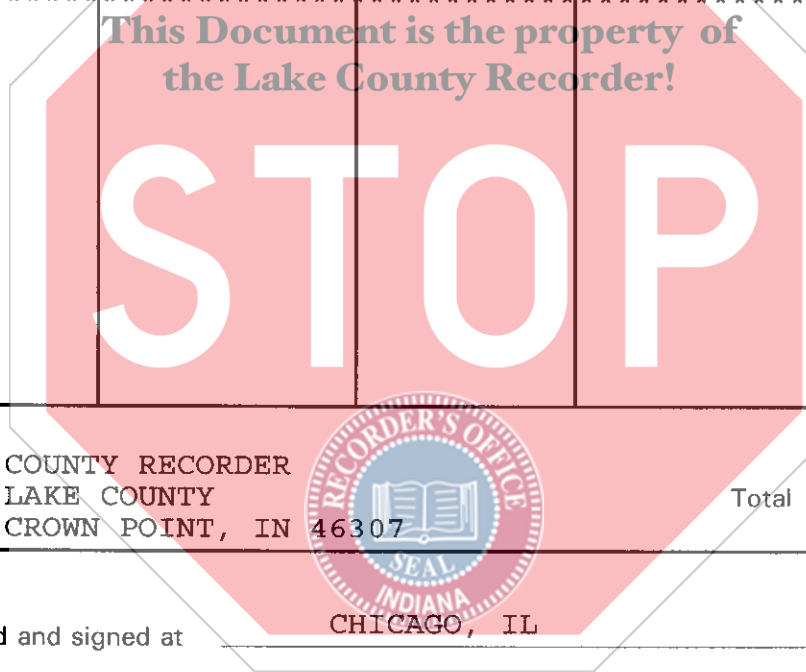 This Document is the property of
the Lake County Recorder!
STOP
COUNTY RECORDER
LAKE COUNTY
CROWN POINT, IN 46307
Total
RECORDER'S OFFICE
SEAL
INDIANA
and signed at CHICAGO, IL